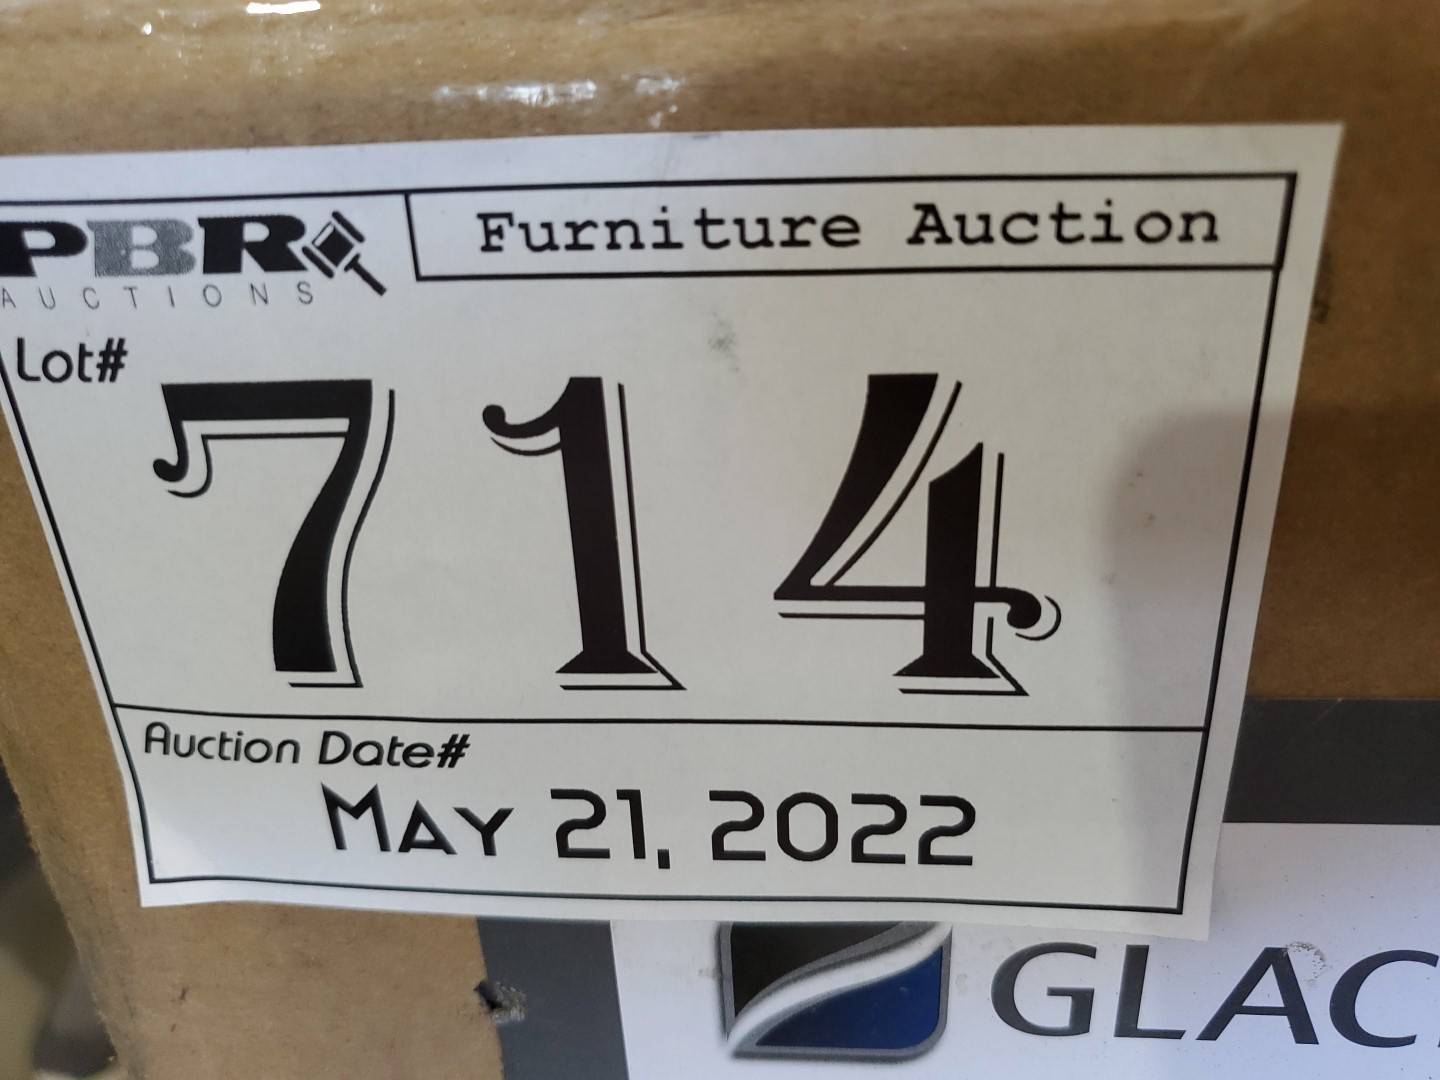 PBR
AUCTIONS
Furniture Auction
Lot#
714
Auction Date#
May 21, 2022
GLAC